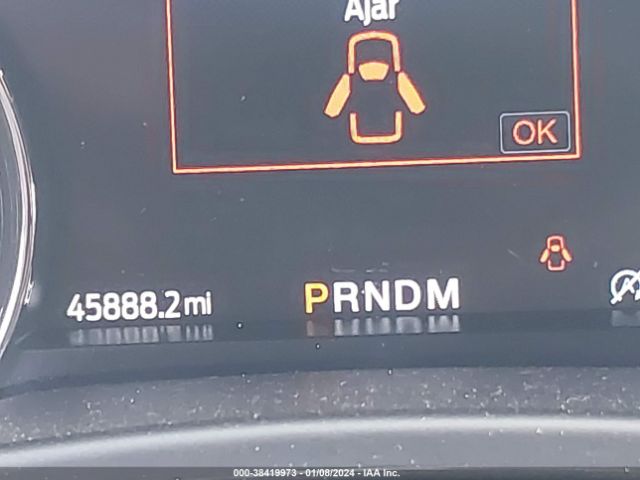 Ajar
OK
45888.2mi
PRNDM
000-38419973 - 01/08/2024 - IAA Inc.